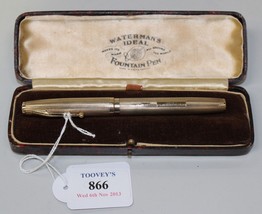 WATERMAN'S
IDEAL
FOUNTAIN PEN
TOOVEY'S
866
Wed 6th Nov 2013